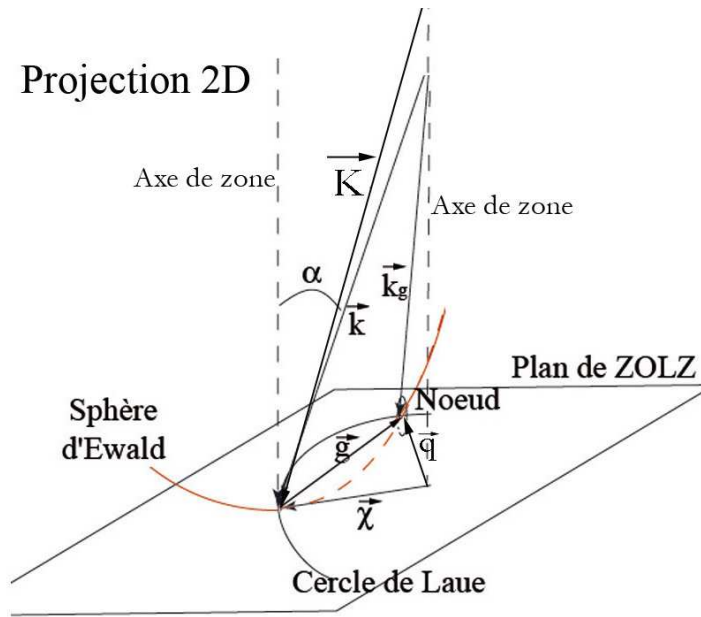 Projection 2D
Axe de zone
K
Axe de zone
α
k
kg
Plan de ZOLZ
Sphère
d'Ewald
Noeud
g
q
χ
Cercle de Laue